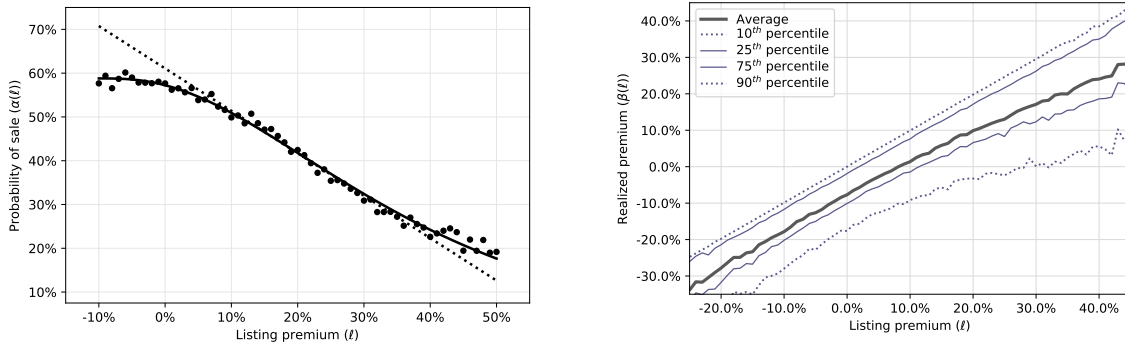 70%
60%
50%
40%
30%
20%
10%
Probability of sale (α(ℓ))
-10% 0% 10% 20% 30% 40% 50%
Listing premium (ℓ)
Average
10th percentile
25th percentile
75th percentile
90th percentile
40.0%
30.0%
20.0%
10.0%
0.0%
-10.0%
-20.0%
-30.0%
Realized premium (β(ℓ))
-20.0% -10.0% 0.0% 10.0% 20.0% 30.0% 40.0%
Listing premium (ℓ)